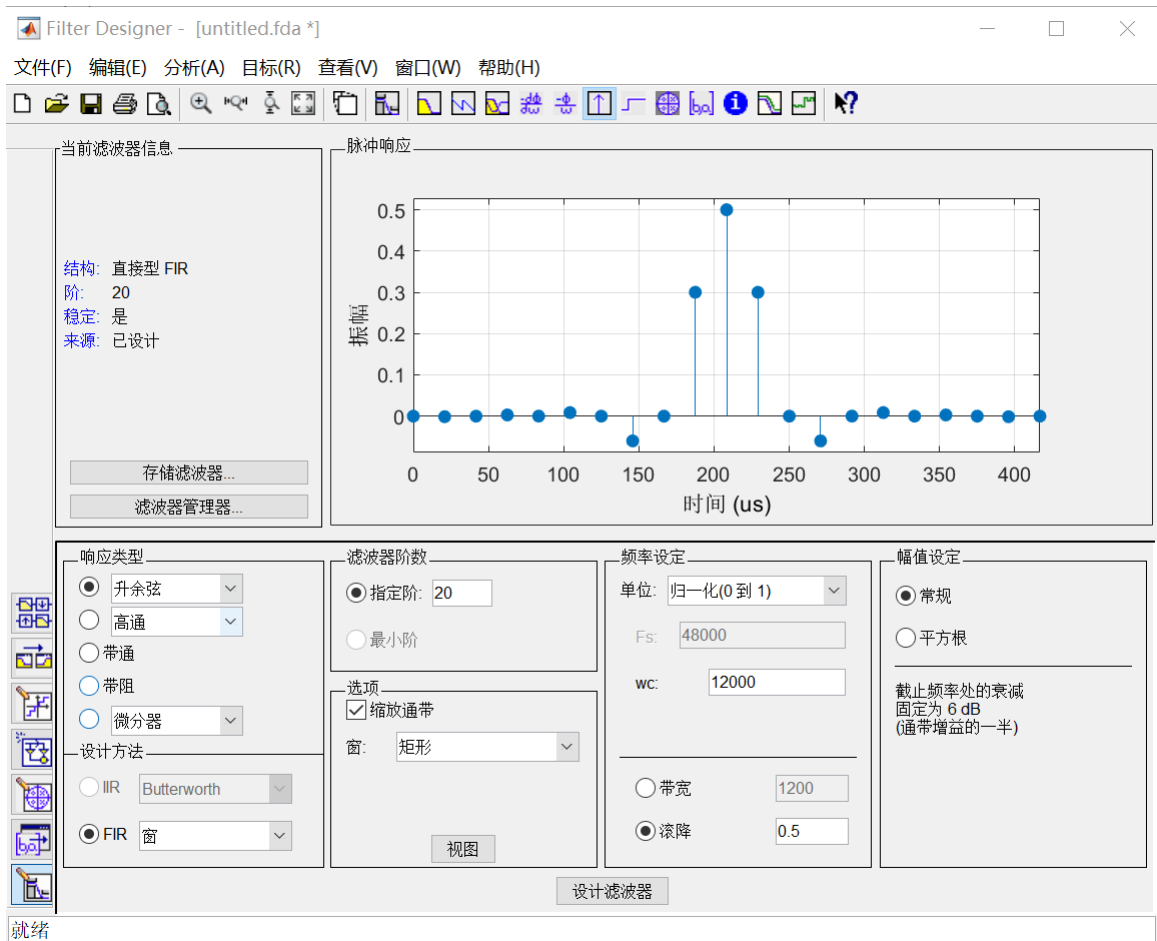 Filter Designer - [untitled.fda *]
文件(F) 编辑(E) 分析(A) 目标(R) 查看(V) 窗口(W) 帮助(H)
当前滤波器信息
结构: 直接型 FIR
阶: 20
稳定: 是
来源: 已设计
存储滤波器...
滤波器管理器...
脉冲响应
0.5
0.4
0.3
0.2
0.1
0
振幅
0 50 100 150 200 250 300 350 400
时间 (us)
响应类型
升余弦
高通
带通
带阻
微分器
设计方法
IIR Butterworth
FIR 窗
滤波器阶数
指定阶: 20
最小阶
选项
缩放通带
窗: 矩形
视图
频率设定
单位: 归一化(0 到 1)
Fs: 48000
wc: 12000
带宽 1200
滚降 0.5
幅值设定
常规
平方根
截止频率处的衰减
固定为 6 dB
(通带增益的一半)
设计滤波器
就绪